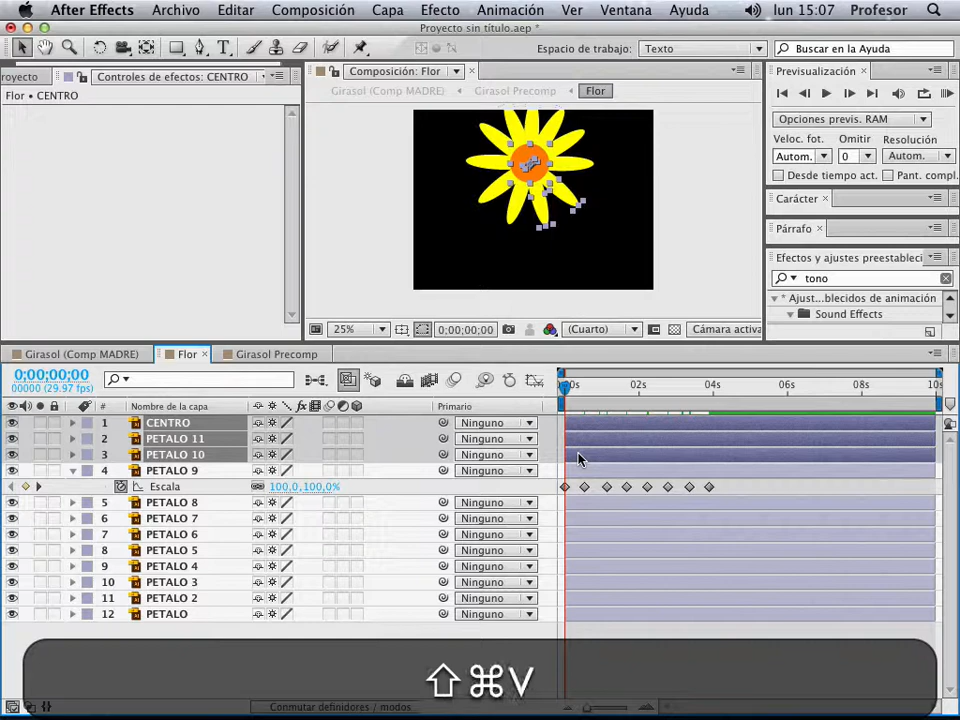 After Effects Archivo Editar Composición Capa Efecto Animación Ver Ventana Ayuda lun 15:07 Profesor
Proyecto sin título.aep *
Espacio de trabajo: Texto Buscar en la Ayuda
royecto Controles de efectos: CENTRO
Flor • CENTRO
Composición: Flor
Girasol (Comp MADRE) Girasol Precomp Flor
Previsualización
Opciones previs. RAM
Veloc. fot. Omitir Resolución
Autom. 0 Autom.
Desde tiempo act. Pant. compl.
Carácter
Párrafo
Efectos y ajustes preestableci
tono
* Ajust...blecidos de animación
Sound Effects
25% 0;00;00;00 (Cuarto) Cámara activa
Girasol (Comp MADRE) Flor Girasol Precomp
0;00;00;00
00000 (29.97 fps)
:00s 02s 04s 06s 08s 10s
# Nombre de la capa fx Primario
1 CENTRO Ninguno
2 PETALO 11 Ninguno
3 PETALO 10 Ninguno
4 PETALO 9 Ninguno
Escala 100,0,100,0%
5 PETALO 8 Ninguno
6 PETALO 7 Ninguno
7 PETALO 6 Ninguno
8 PETALO 5 Ninguno
9 PETALO 4 Ninguno
10 PETALO 3 Ninguno
11 PETALO 2 Ninguno
12 PETALO Ninguno
⇧⌘V
Conmutar definidores / modos